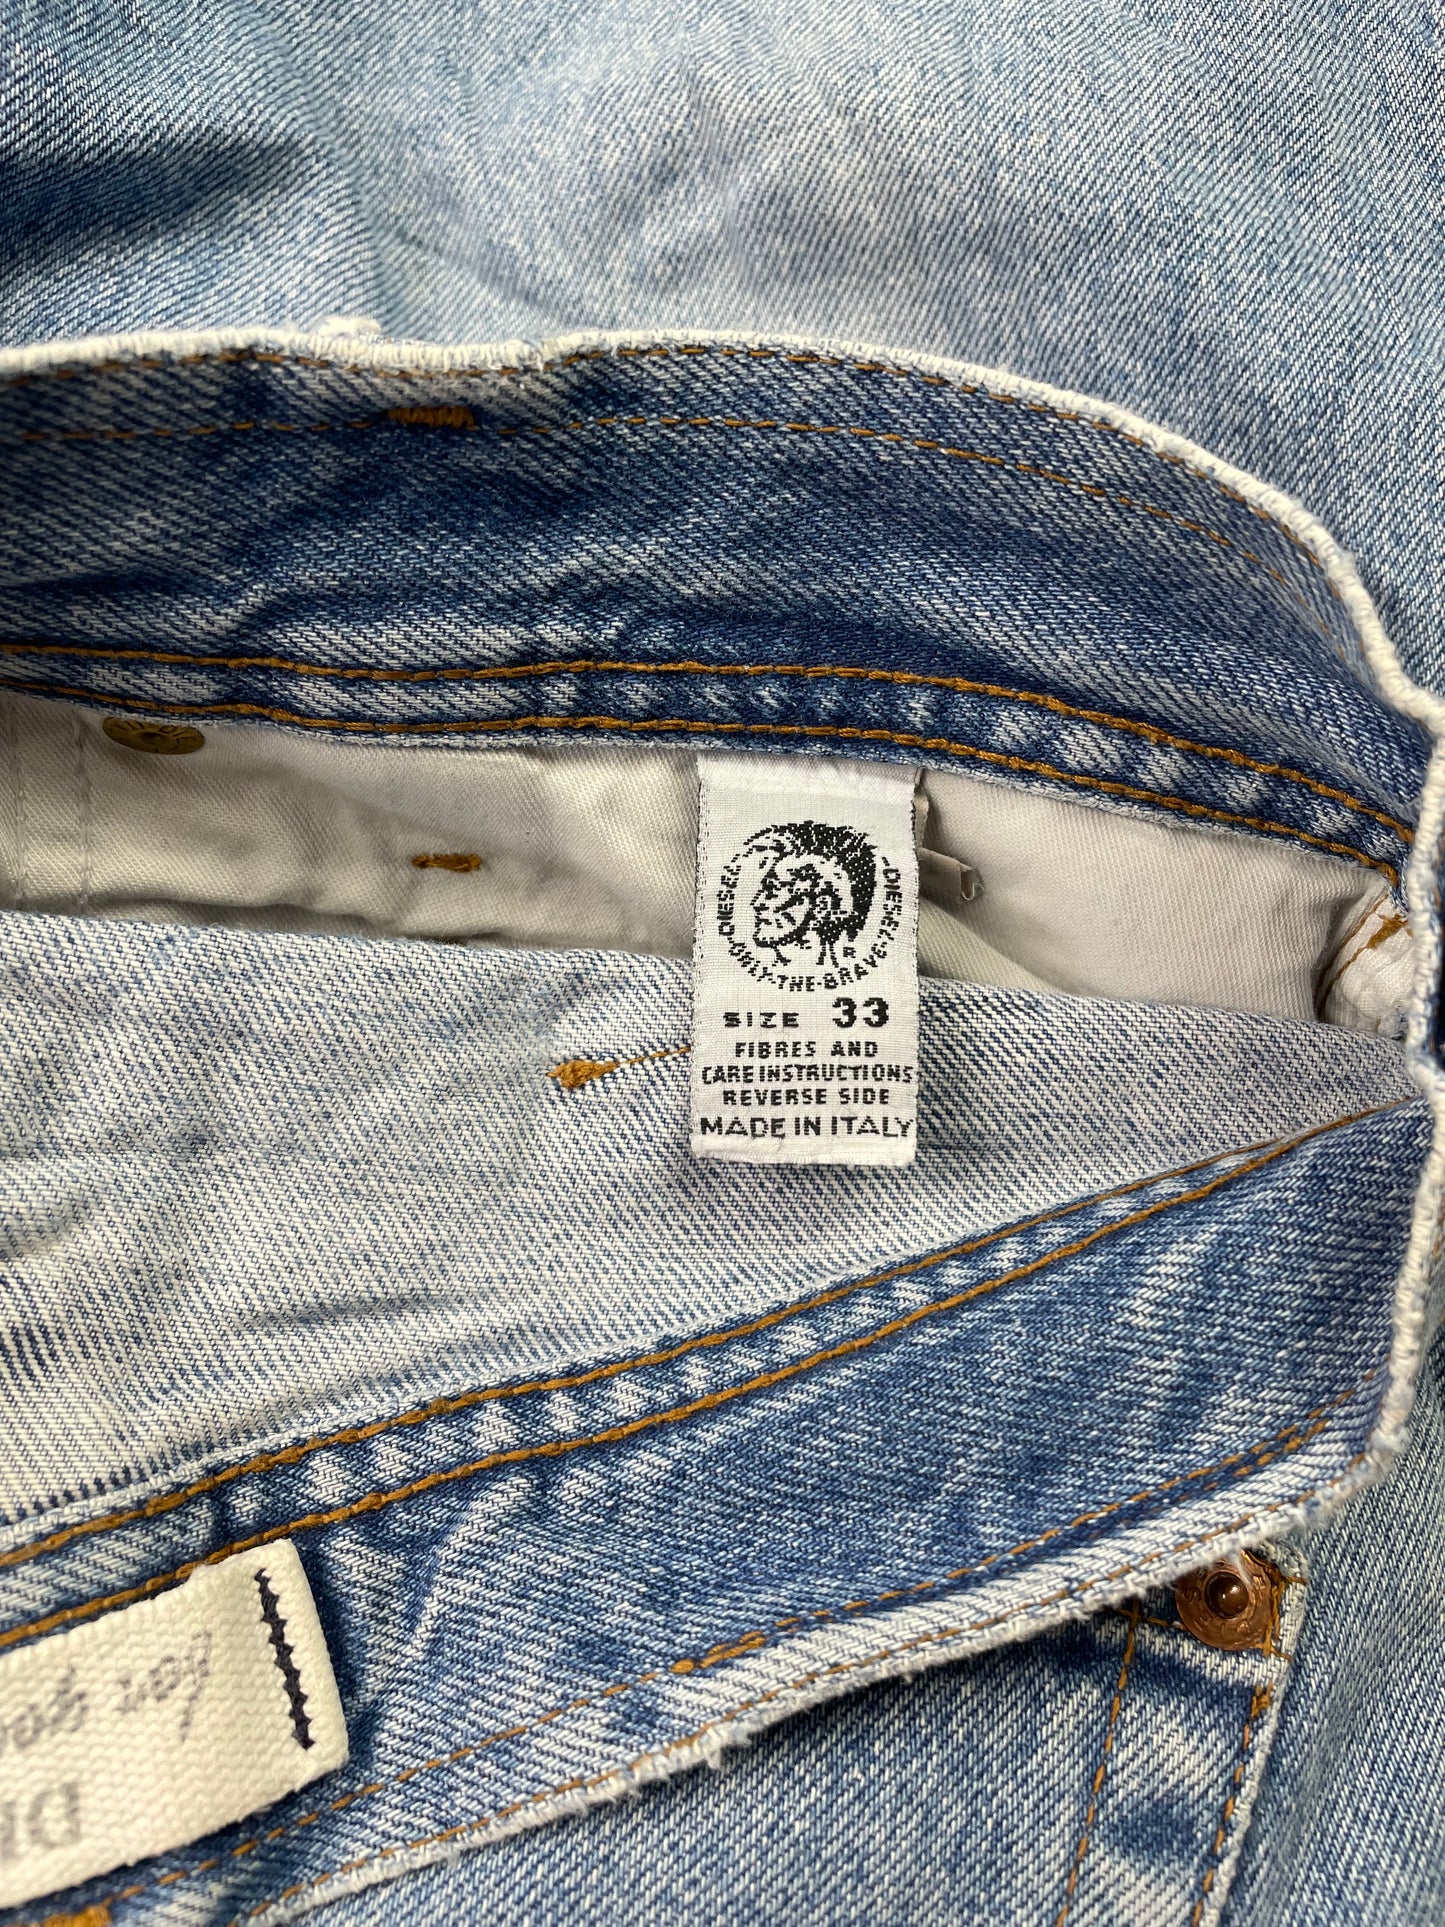 DIESEL·ONLY·THE·BRAVE·DIESEL
R
SIZE 33
FIBRES AND
CARE INSTRUCTIONS
REVERSE SIDE
MADE IN ITALY